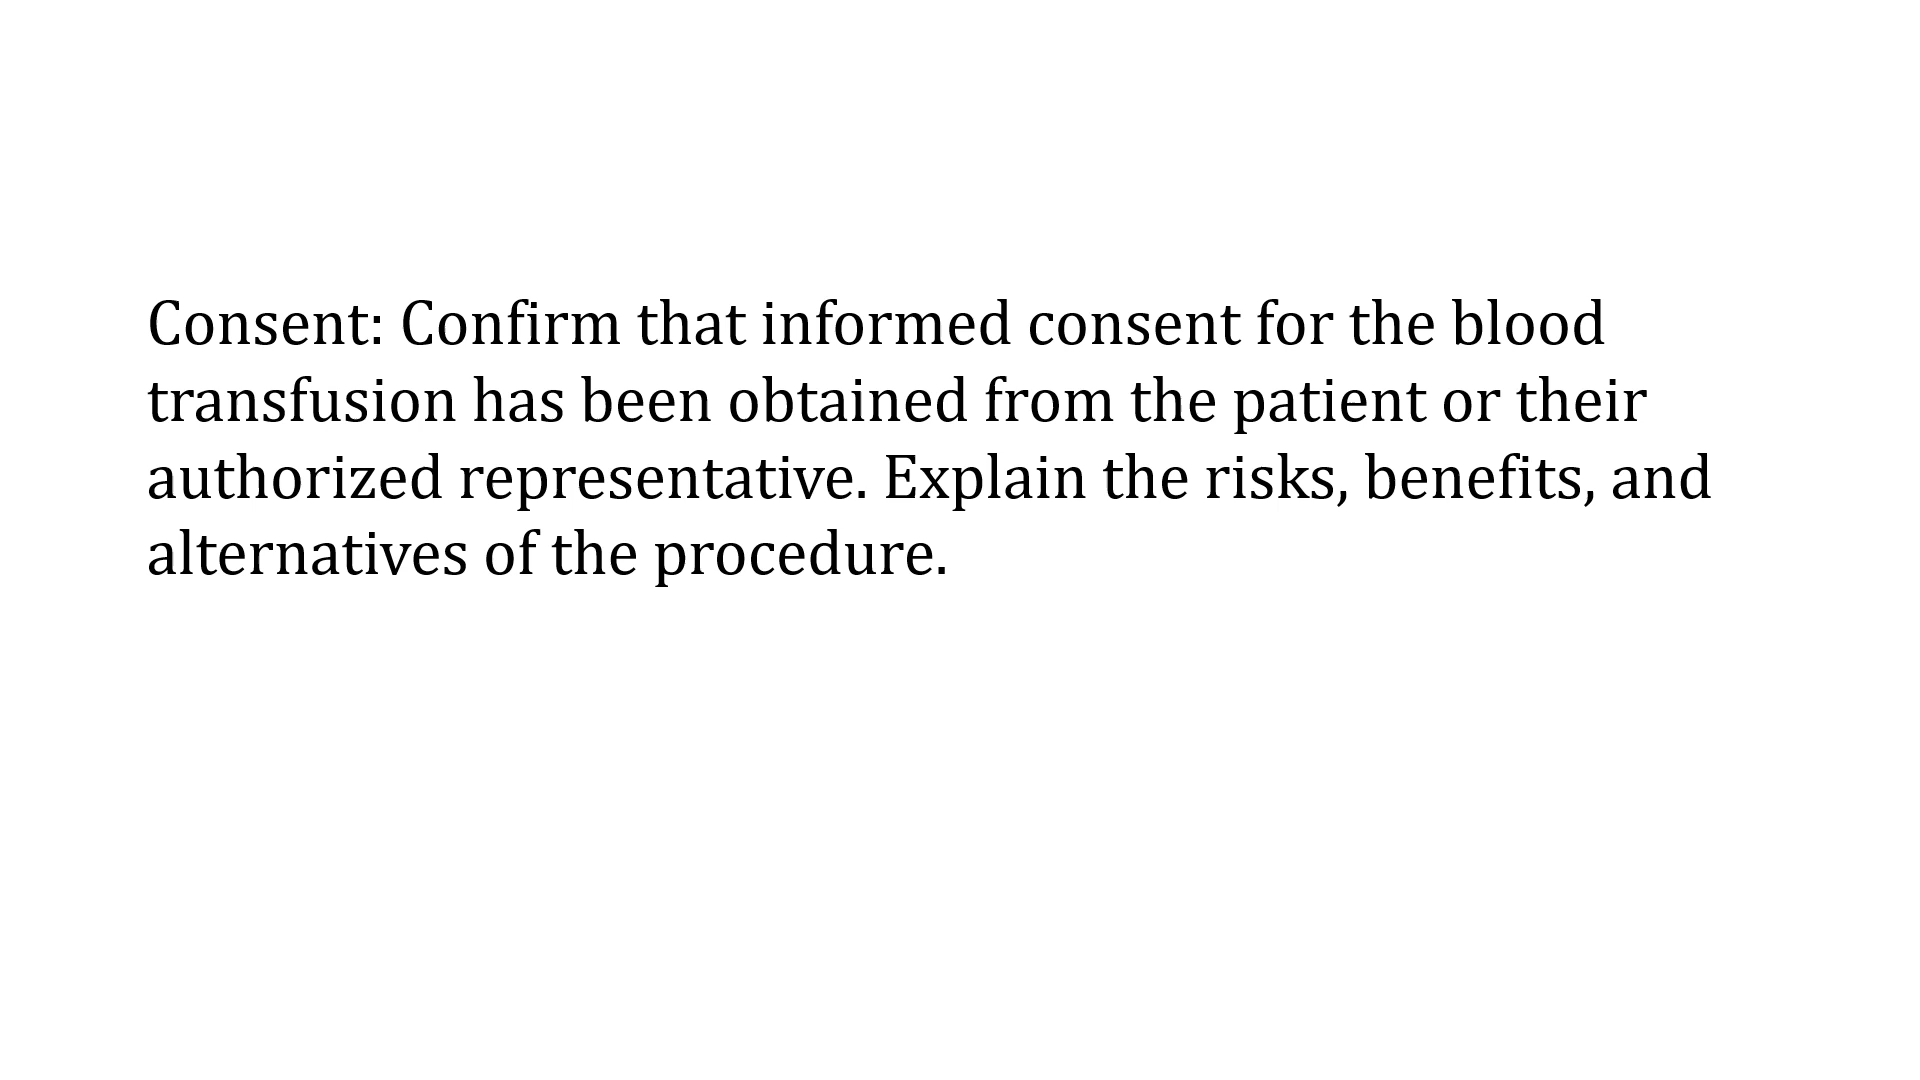 Consent: Confirm that informed consent for the blood
transfusion has been obtained from the patient or their
authorized representative. Explain the risks, benefits, and
alternatives of the procedure.